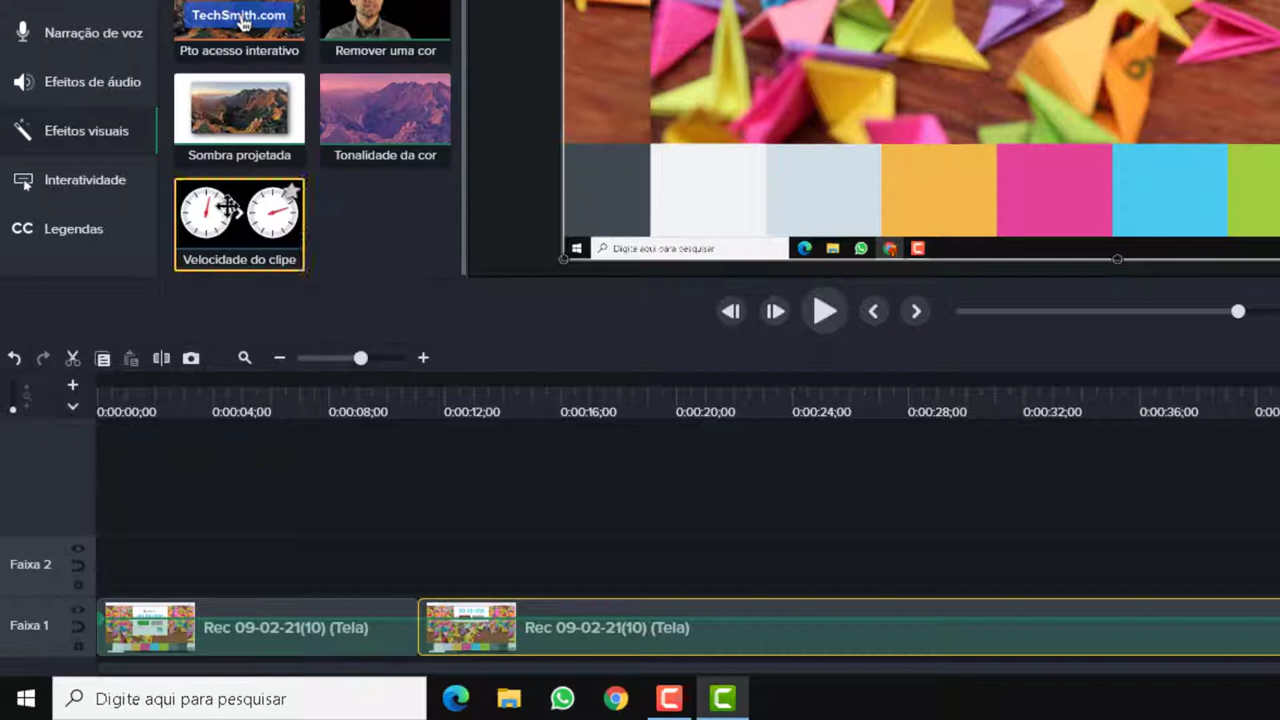 TechSmith.com
Narração de voz
Pto acesso interativo
Remover uma cor
Efeitos de áudio
Efeitos visuais
Sombra projetada
Tonalidade da cor
Interatividade
CC Legendas
Velocidade do clipe
Digite aqui para pesquisar
0:00:00;00 0:00:04;00 0:00:08;00 0:00:12;00 0:00:16;00 0:00:20;00 0:00:24;00 0:00:28;00 0:00:32;00 0:00:36;00 0:00
Faixa 2
Faixa 1
Rec 09-02-21(10) (Tela)
Rec 09-02-21(10) (Tela)
Digite aqui para pesquisar